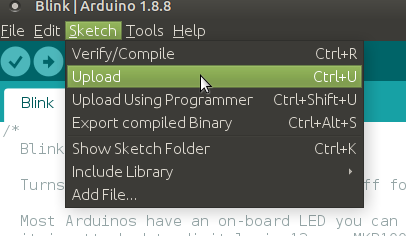 Blink | Arduino 1.8.8
File Edit Sketch Tools Help
Verify/Compile Ctrl+R
Upload Ctrl+U
Upload Using Programmer Ctrl+Shift+U
Export compiled Binary Ctrl+Alt+S
Show Sketch Folder Ctrl+K
Include Library
Add File...
Blink
/*
Blink
Turns ff fo
Most Arduinos have an on-board LED you can